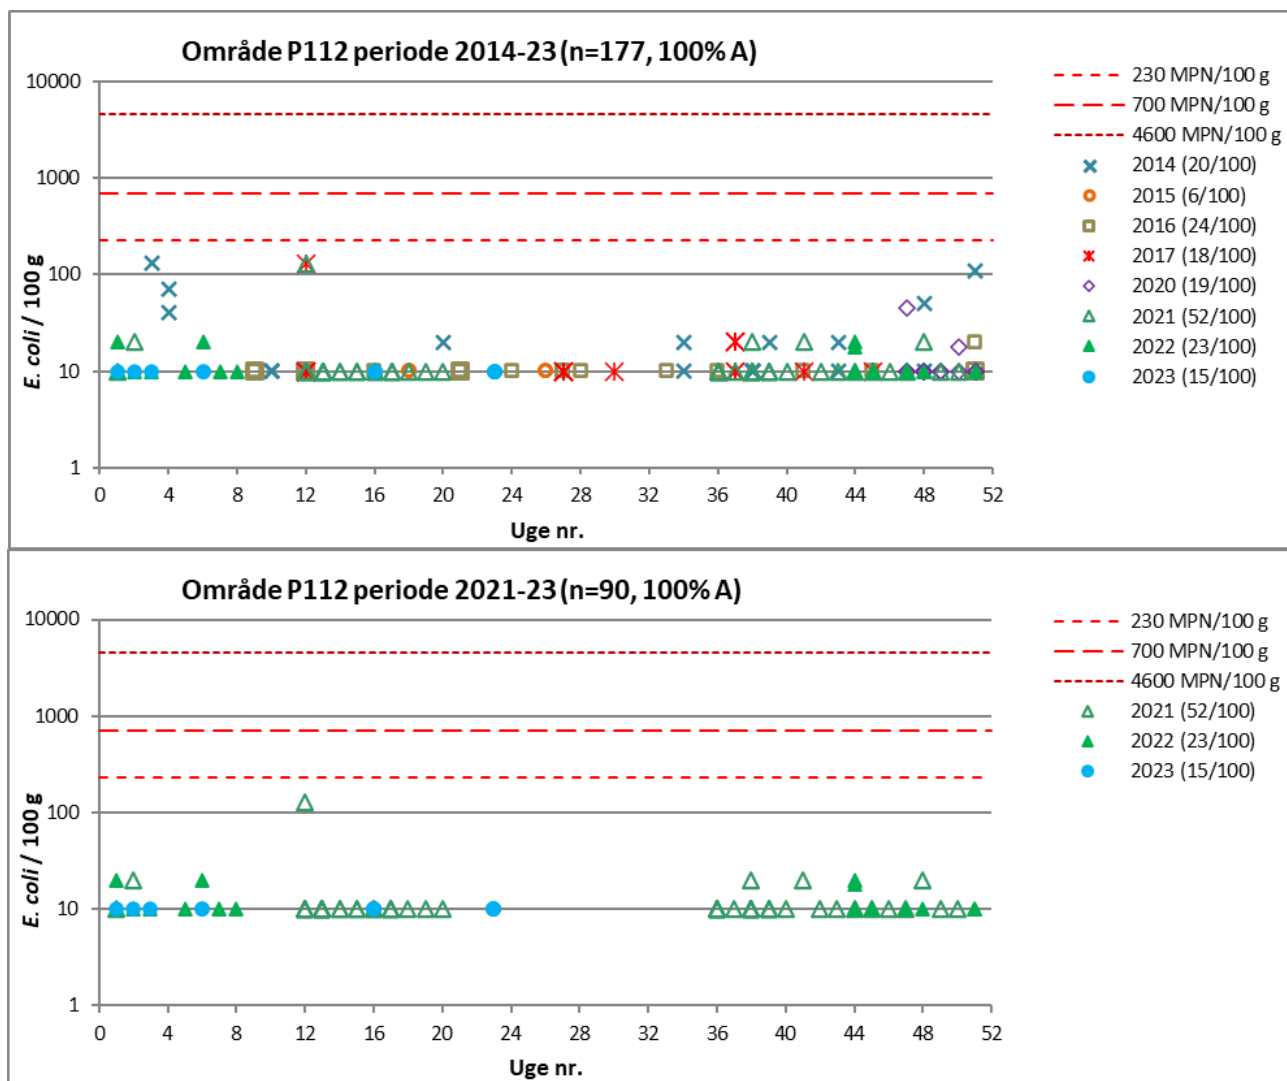 Område P112 periode 2014-23 (n=177, 100% A)
10000
1000
100
10
1
E. coli / 100 g
0 4 8 12 16 20 24 28 32 36 40 44 48 52
Uge nr.
230 MPN/100 g
700 MPN/100 g
4600 MPN/100 g
2014 (20/100)
2015 (6/100)
2016 (24/100)
2017 (18/100)
2020 (19/100)
2021 (52/100)
2022 (23/100)
2023 (15/100)
Område P112 periode 2021-23 (n=90, 100% A)
10000
1000
100
10
1
E. coli / 100 g
0 4 8 12 16 20 24 28 32 36 40 44 48 52
Uge nr.
230 MPN/100 g
700 MPN/100 g
4600 MPN/100 g
2021 (52/100)
2022 (23/100)
2023 (15/100)